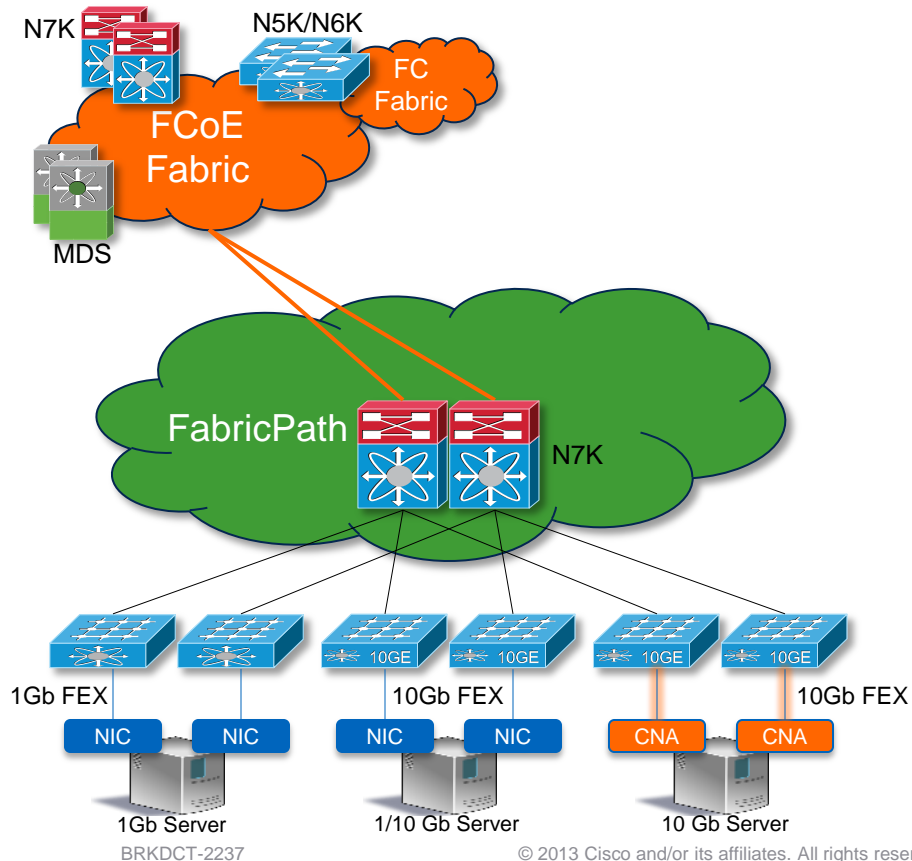 N7K
N5K/N6K
FC
Fabric
FCoE
Fabric
MDS
FabricPath
N7K
10GE
10GE
10GE
10GE
1Gb FEX
10Gb FEX
10Gb FEX
NIC
NIC
NIC
NIC
CNA
CNA
1Gb Server
1/10 Gb Server
10 Gb Server
BRKDCT-2237
© 2013 Cisco and/or its affiliates. All rights reser